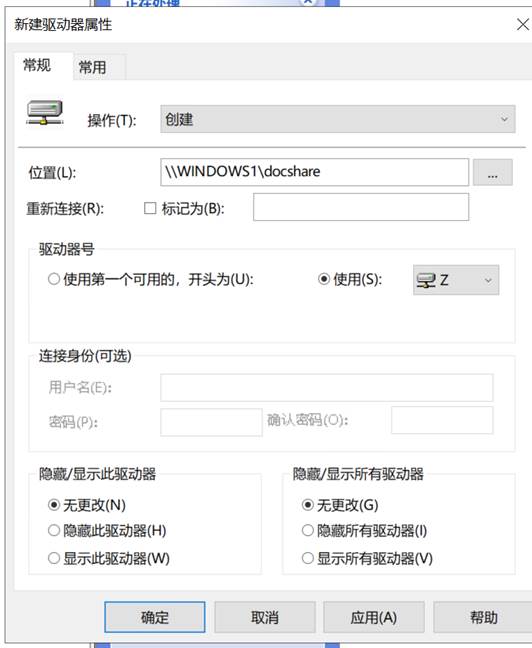 正在处理
新建驱动器属性
常规 常用
操作(T): 创建
位置(L): \\WINDOWS1\docshare ...
重新连接(R): 标记为(B):
驱动器号
使用第一个可用的，开头为(U): 使用(S): Z
连接身份(可选)
用户名(E):
密码(P): 确认密码(O):
隐藏/显示此驱动器 隐藏/显示所有驱动器
无更改(N) 无更改(G)
隐藏此驱动器(H) 隐藏所有驱动器(I)
显示此驱动器(W) 显示所有驱动器(V)
确定 取消 应用(A) 帮助